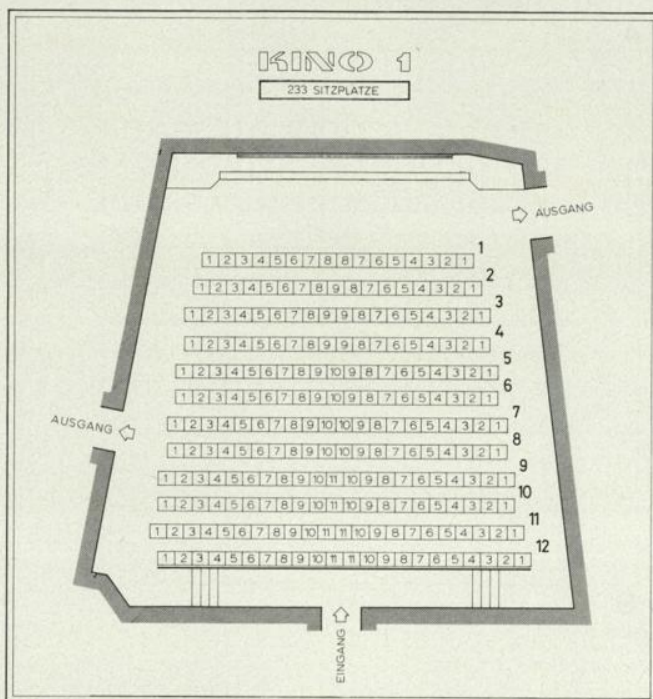 KINO 1
233 SITZPLATZE
AUSGANG
1
1 2 3 4 5 6 7 8 8 7 6 5 4 3 2 1
2
1 2 3 4 5 6 7 8 9 8 7 6 5 4 3 2 1
3
1 2 3 4 5 6 7 8 9 9 8 7 6 5 4 3 2 1
4
1 2 3 4 5 6 7 8 9 9 8 7 6 5 4 3 2 1
5
1 2 3 4 5 6 7 8 9 10 9 8 7 6 5 4 3 2 1
6
1 2 3 4 5 6 7 8 9 10 9 8 7 6 5 4 3 2 1
7
AUSGANG
1 2 3 4 5 6 7 8 9 10 10 9 8 7 6 5 4 3 2 1
8
1 2 3 4 5 6 7 8 9 10 10 9 8 7 6 5 4 3 2 1
9
1 2 3 4 5 6 7 8 9 10 11 10 9 8 7 6 5 4 3 2 1
10
1 2 3 4 5 6 7 8 9 10 11 10 9 8 7 6 5 4 3 2 1
11
1 2 3 4 5 6 7 8 9 10 11 11 10 9 8 7 6 5 4 3 2 1
12
1 2 3 4 5 6 7 8 9 10 11 11 10 9 8 7 6 5 4 3 2 1
EINGANG